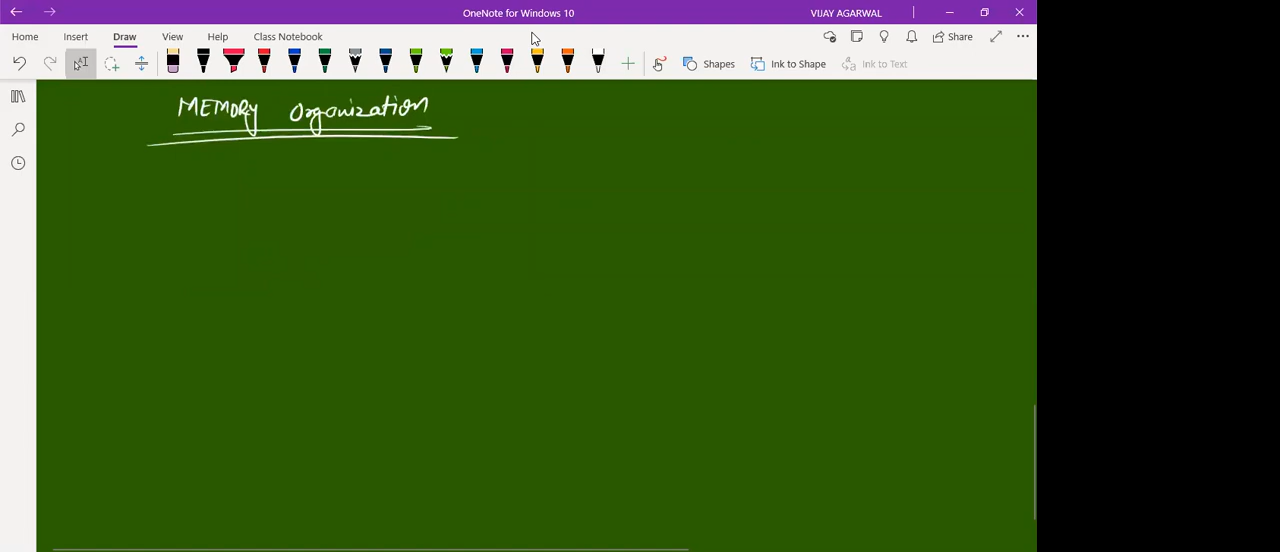 OneNote for Windows 10
VIJAY AGARWAL
Home Insert Draw View Help Class Notebook
Share
Shapes Ink to Shape Ink to Text
MEMORY Organization